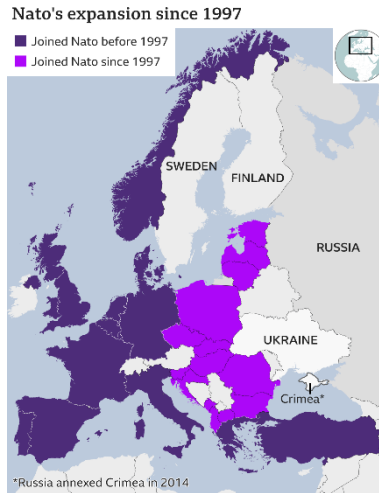 Nato's expansion since 1997
Joined Nato before 1997
Joined Nato since 1997
SWEDEN
FINLAND
RUSSIA
UKRAINE
Crimea*
*Russia annexed Crimea in 2014